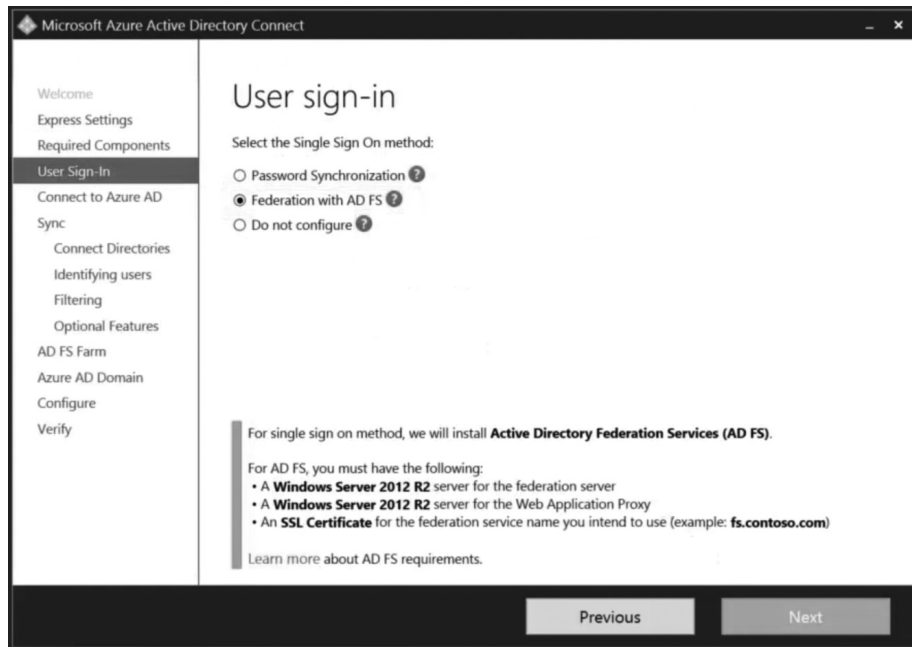 Microsoft Azure Active Directory Connect
Welcome
Express Settings
Required Components
User Sign-In
Connect to Azure AD
Sync
Connect Directories
Identifying users
Filtering
Optional Features
AD FS Farm
Azure AD Domain
Configure
Verify
User sign-in
Select the Single Sign On method:
Password Synchronization ?
Federation with AD FS ?
Do not configure ?
For single sign on method, we will install Active Directory Federation Services (AD FS).
For AD FS, you must have the following:
• A Windows Server 2012 R2 server for the federation server
• A Windows Server 2012 R2 server for the Web Application Proxy
• An SSL Certificate for the federation service name you intend to use (example: fs.contoso.com)
Learn more about AD FS requirements.
Previous
Next